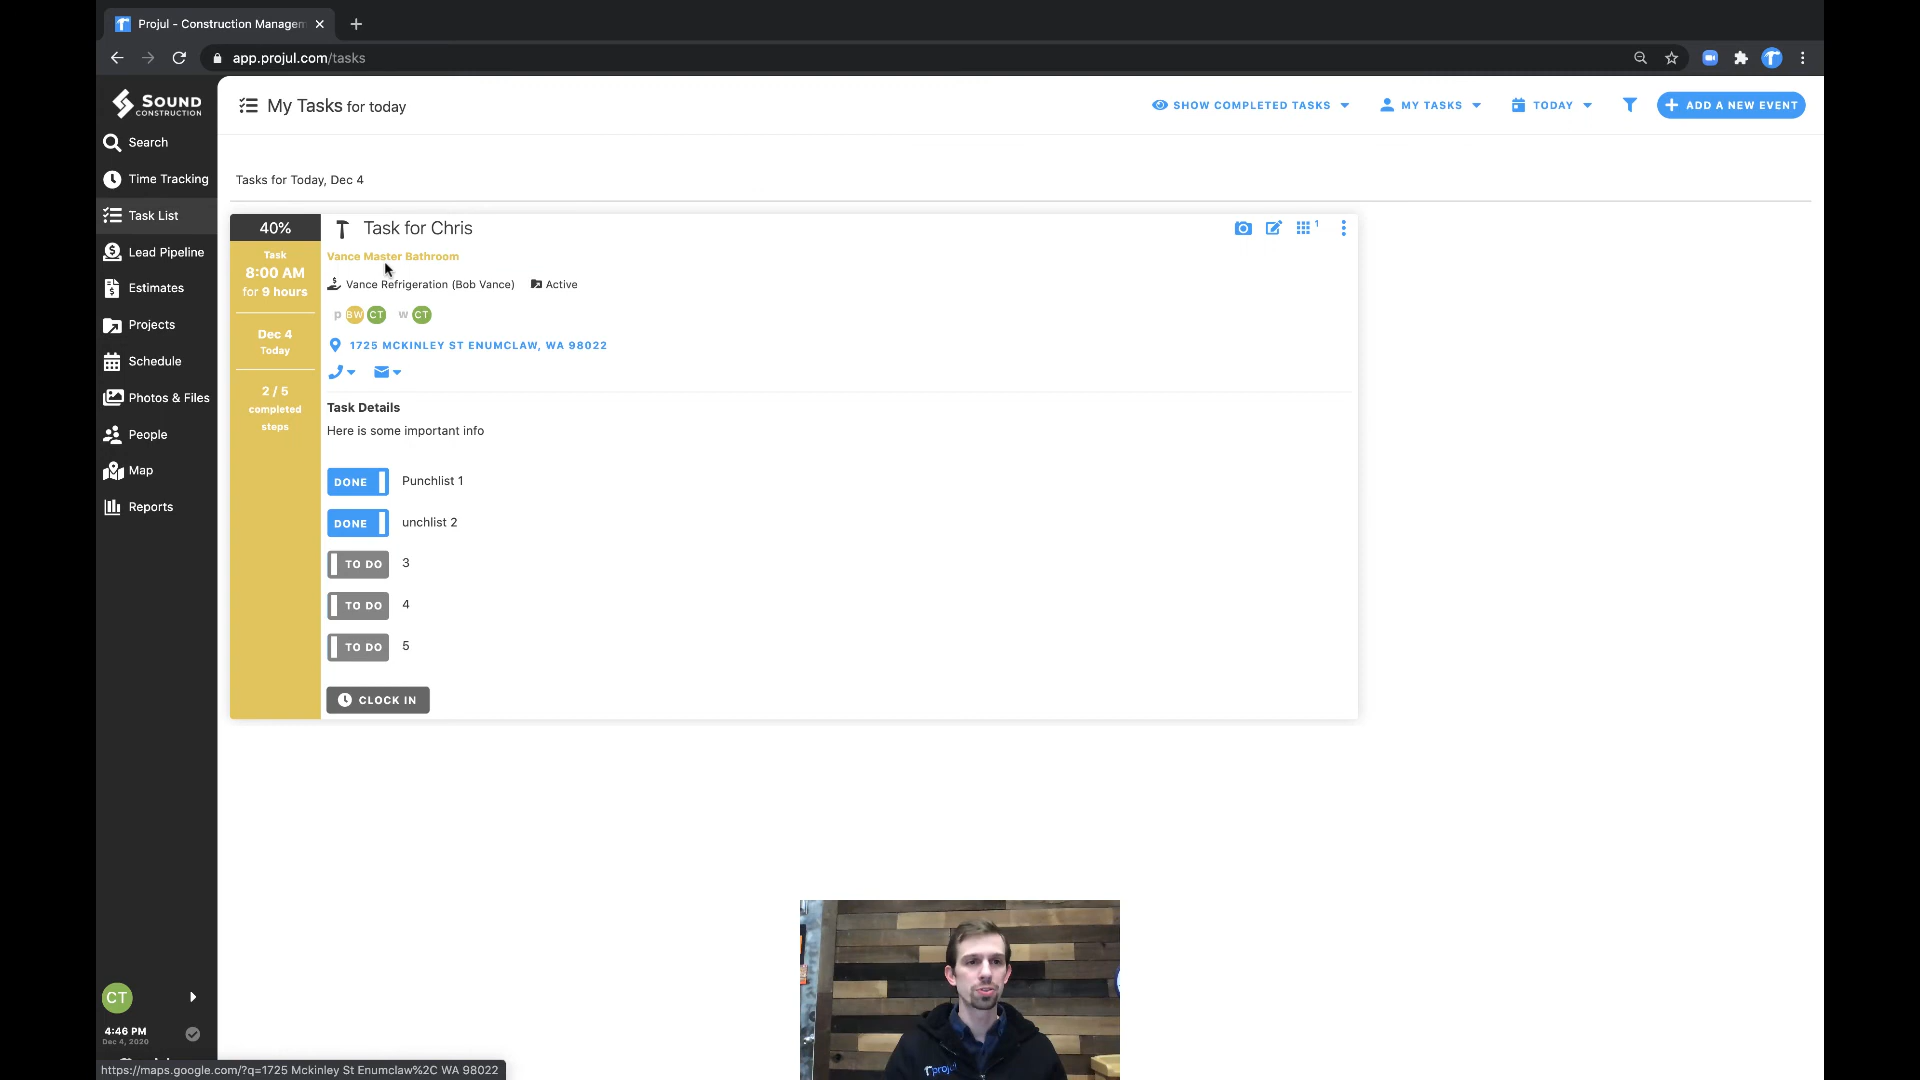 Projul - Construction Managem
app.projul.com/tasks
SOUND
CONSTRUCTION
Search
Time Tracking
Task List
Lead Pipeline
Estimates
Projects
Schedule
Photos & Files
People
Map
Reports
CT
4:46 PM
Dec 4, 2020
My Tasks for today
SHOW COMPLETED TASKS
MY TASKS
TODAY
+ ADD A NEW EVENT
Tasks for Today, Dec 4
40%
Task
8:00 AM
for 9 hours
Dec 4
Today
2 / 5
completed
steps
Task for Chris
1
Vance Master Bathroom
Vance Refrigeration (Bob Vance) Active
p BW CT w CT
1725 MCKINLEY ST ENUMCLAW, WA 98022
Task Details
Here is some important info
DONE Punchlist 1
DONE unchlist 2
TO DO 3
TO DO 4
TO DO 5
CLOCK IN
projul
https://maps.google.com/?q=1725 Mckinley St Enumclaw%2C WA 98022